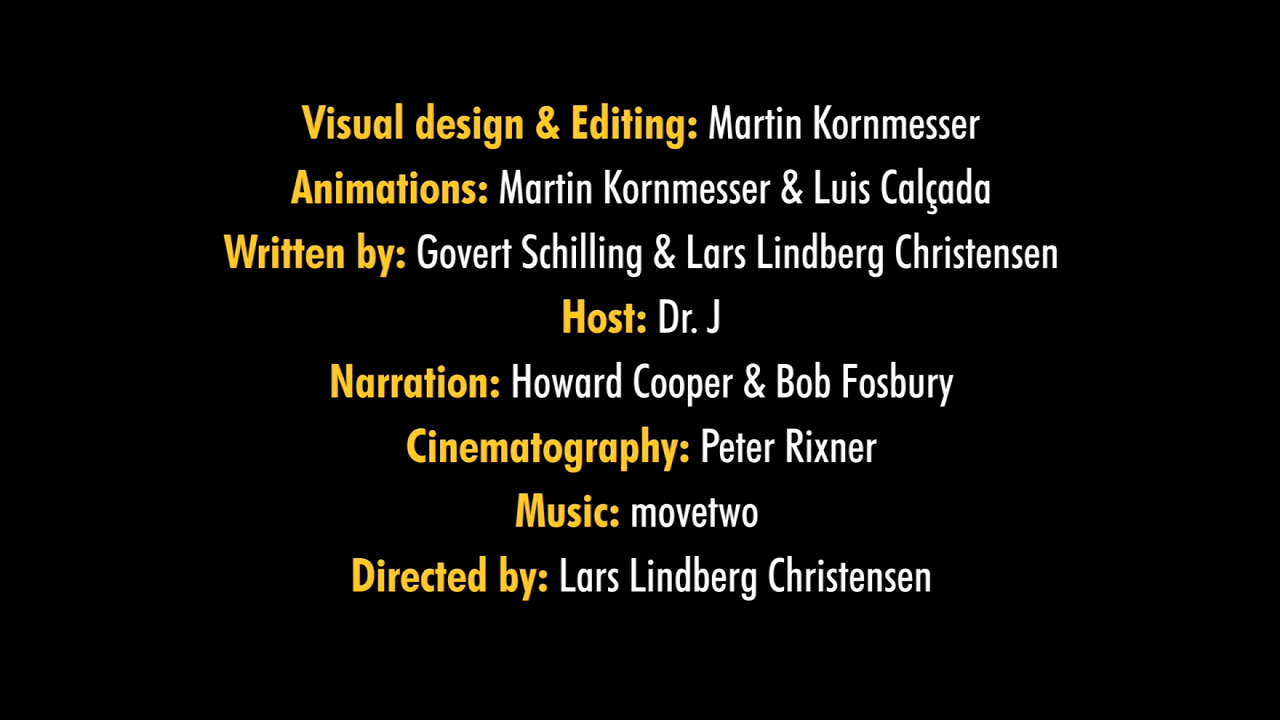 Visual design & Editing: Martin Kornmesser
Animations: Martin Kornmesser & Luis Calçada
Written by: Govert Schilling & Lars Lindberg Christensen
Host: Dr. J
Narration: Howard Cooper & Bob Fosbury
Cinematography: Peter Rixner
Music: movetwo
Directed by: Lars Lindberg Christensen